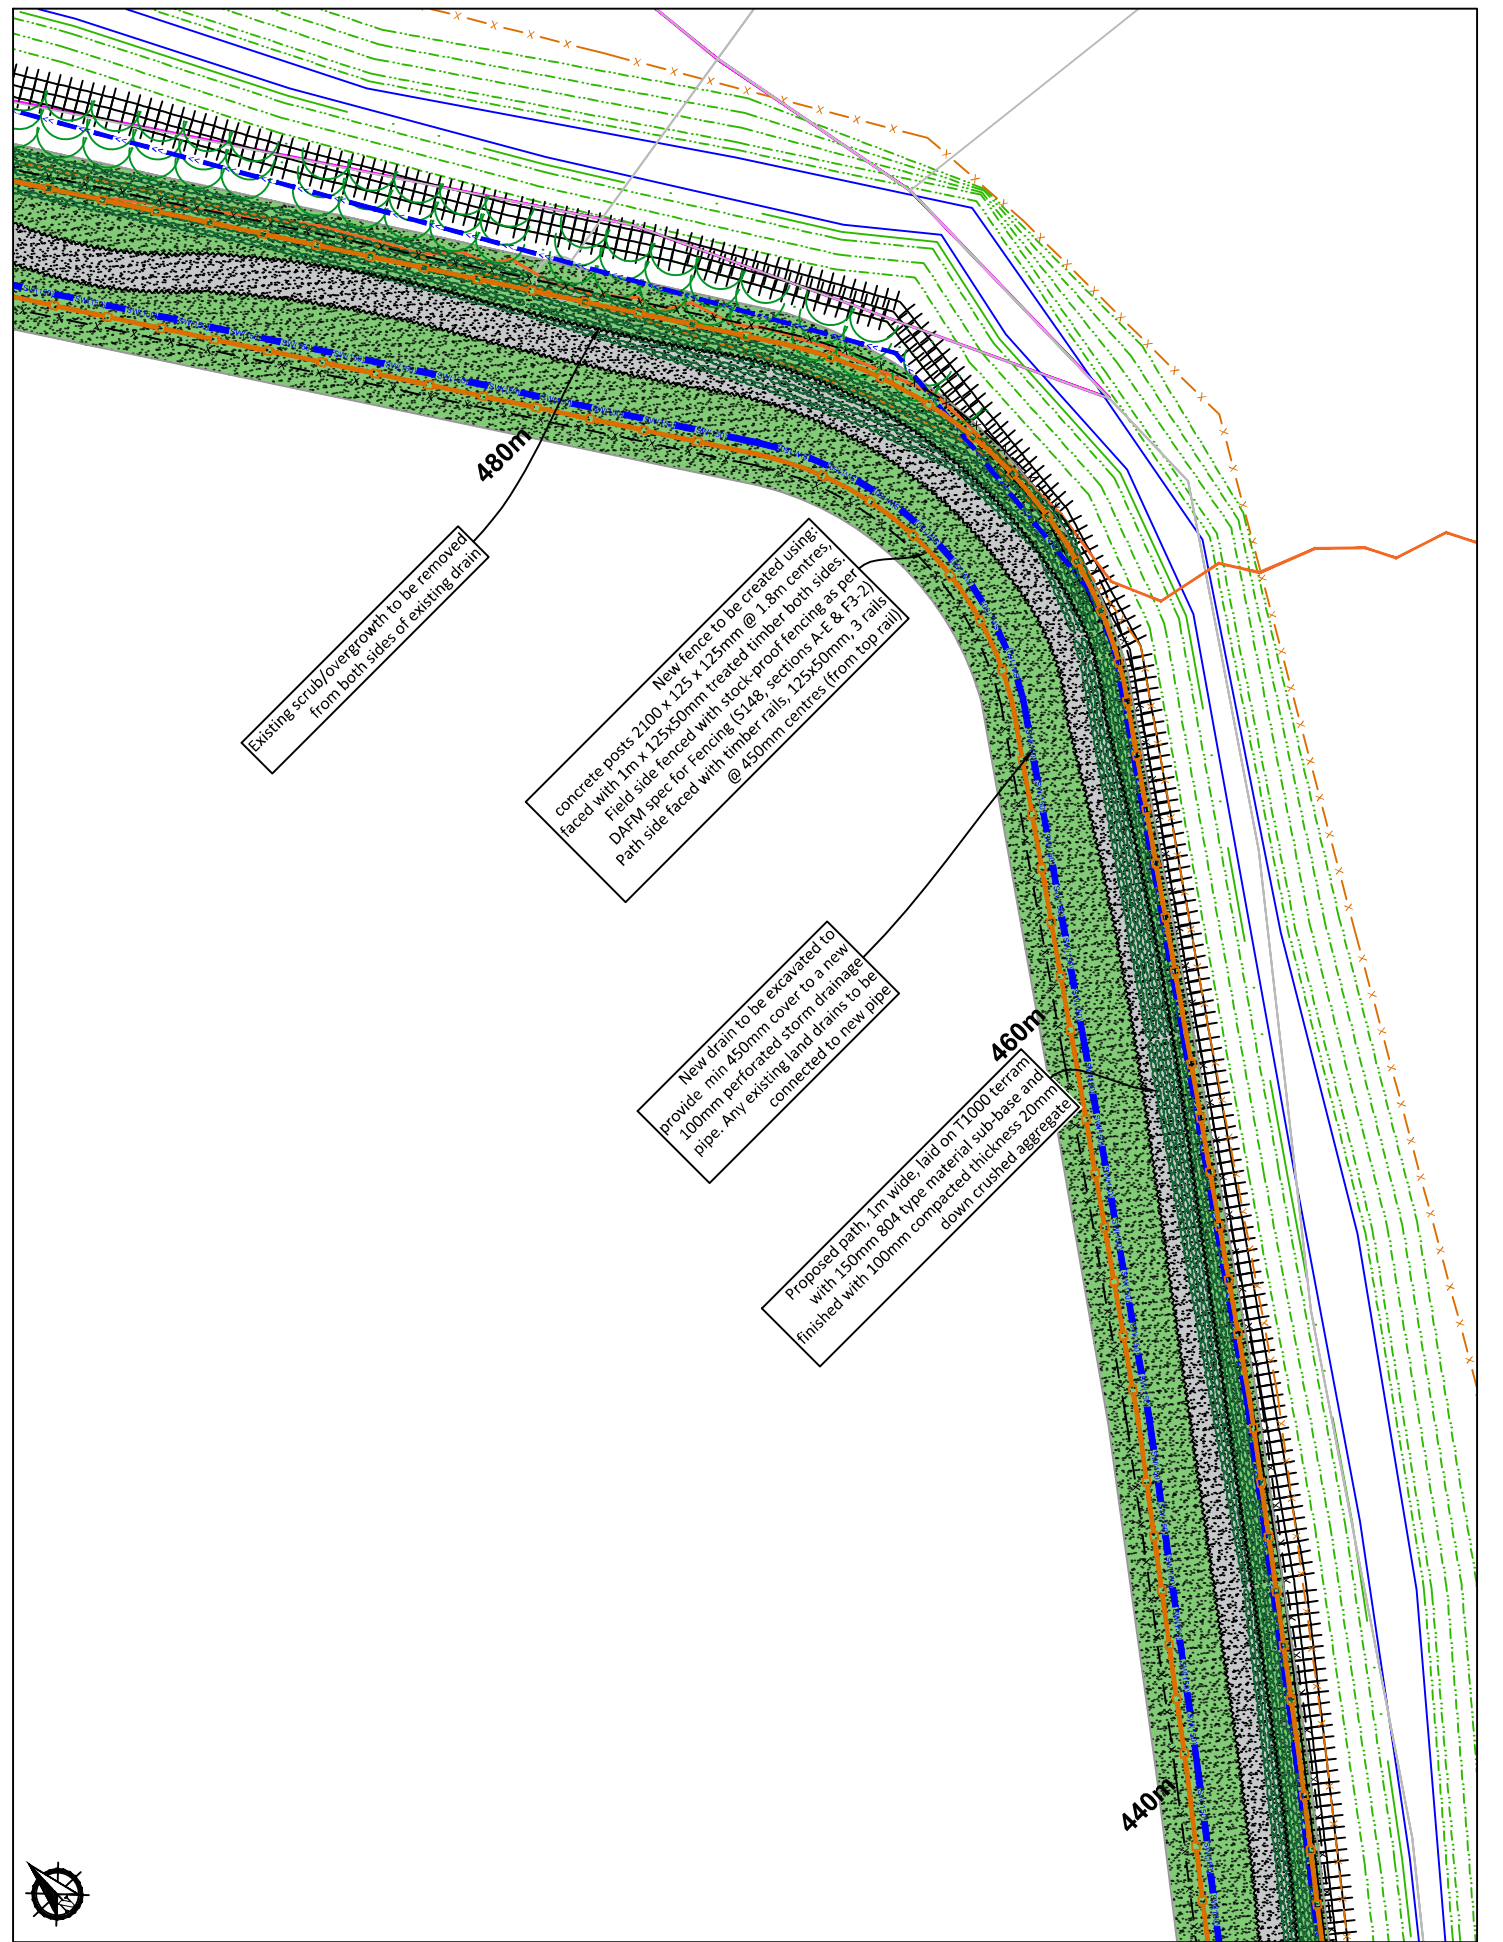 480m
Existing scrub/overgrowth to be removed
from both sides of existing drain
New fence to be created using:
concrete posts 2100 x 125 x 125mm @ 1.8m centres,
faced with 1m x 125x50mm treated timber both sides.
Field side fenced with stock-proof fencing as per
DAFM spec for Fencing (S148, sections A-E & F3-2)
Path side faced with timber rails, 125x50mm, 3 rails
@ 450mm centres (from top rail)
New drain to be excavated to
provide min 450mm cover to a new
100mm perforated storm drainage
pipe. Any existing land drains to be
connected to new pipe
460m
Proposed path, 1m wide, laid on T1000 terram
with 150mm 804 type material sub-base and
finished with 100mm compacted thickness 20mm
down crushed aggregate
440m